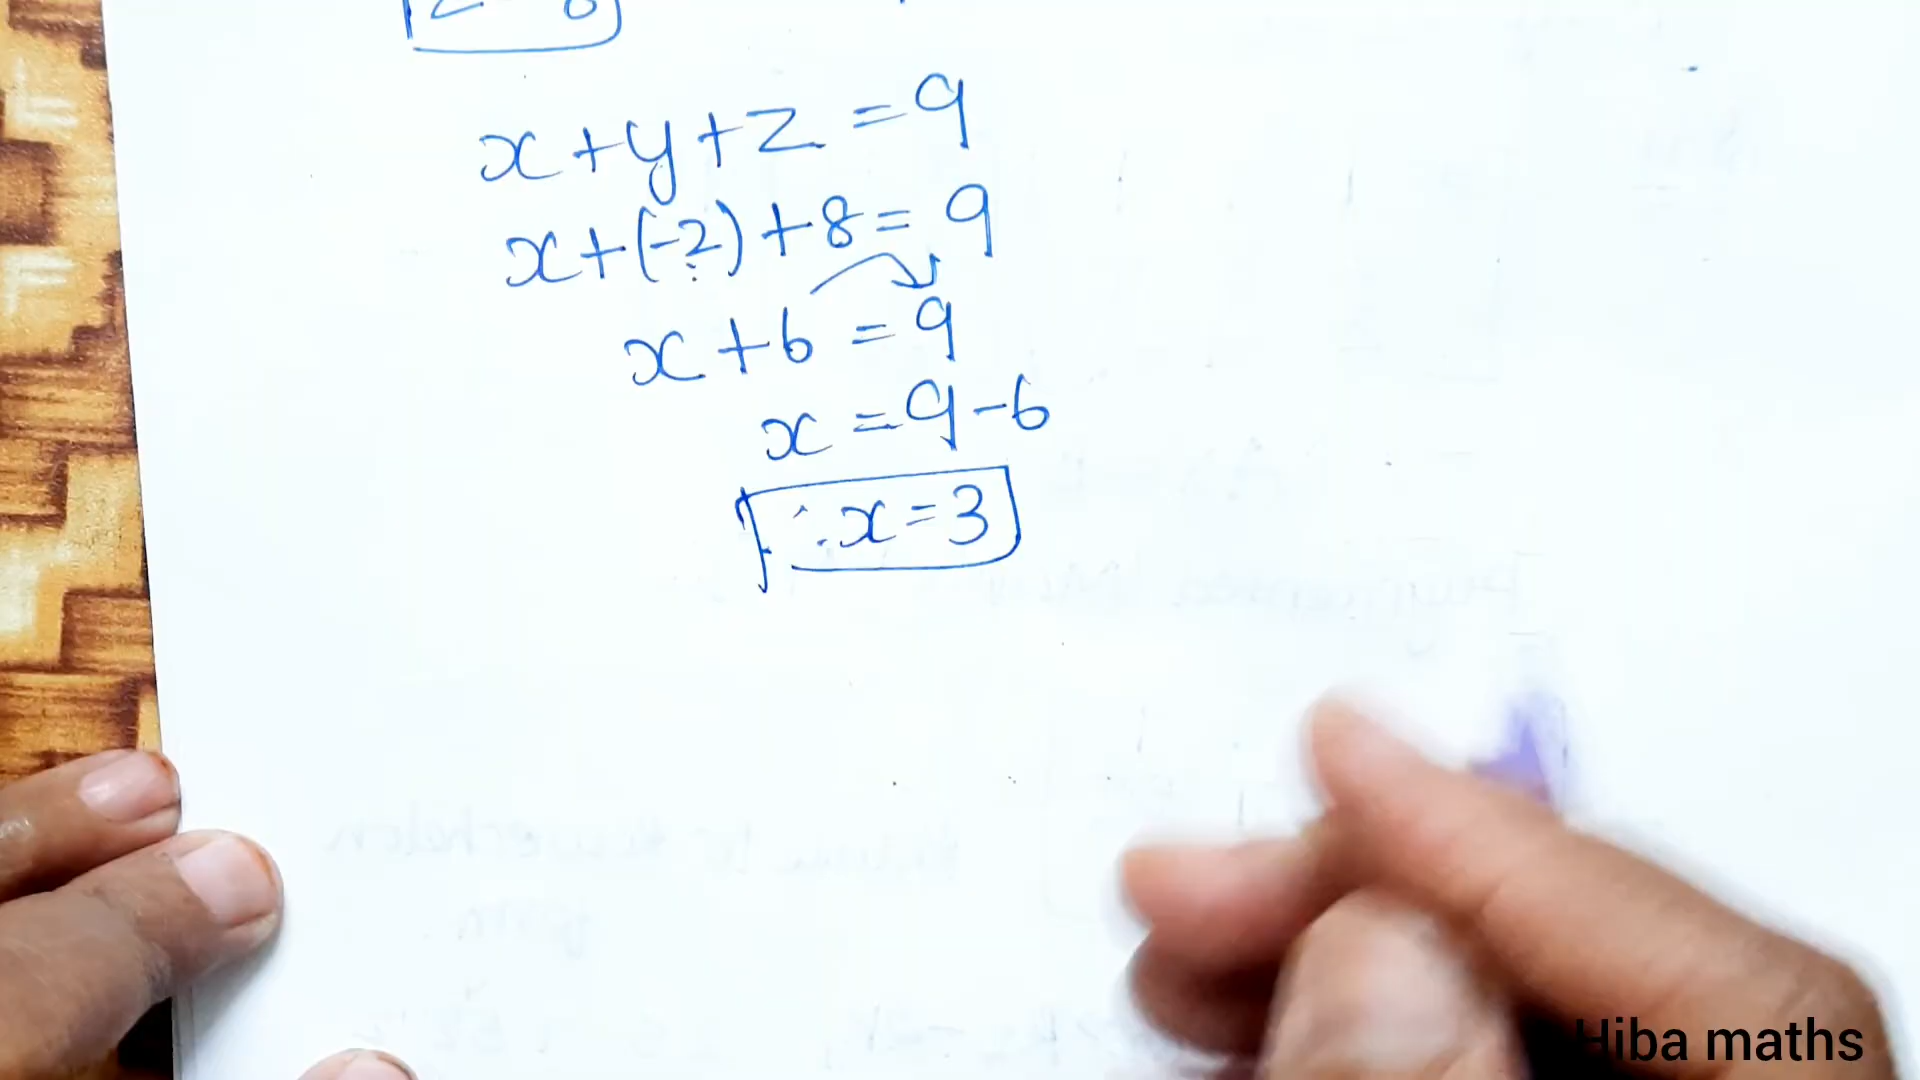 x+y+z=9
x+(-2)+8=9
x+6=9
x=9-6
∴x=3
Hiba maths